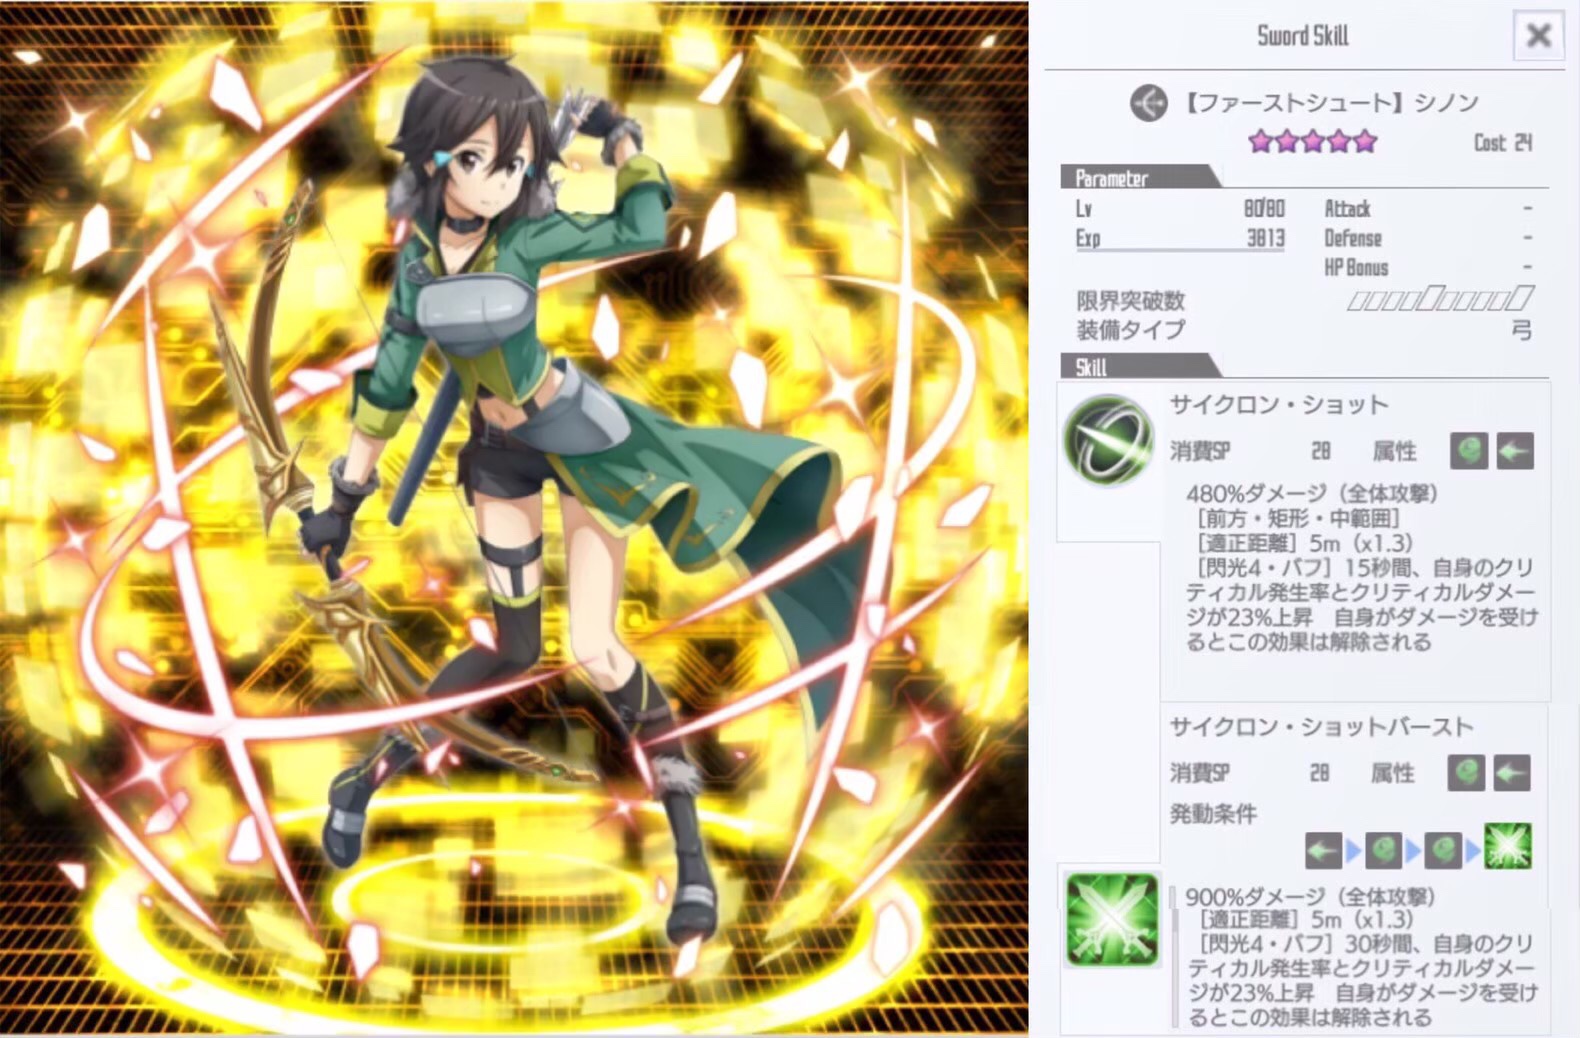 Sword Skill
【ファーストシュート】シノン
Cost 24
Parameter
Lv 80/80 Attack -
Exp 3813 Defense -
HP Bonus -
限界突破数
装備タイプ 弓
Skill
サイクロン・ショット
消費SP 28 属性
480%ダメージ（全体攻撃）
［前方・矩形・中範囲］
［適正距離］5m（x1.3）
［閃光4・バフ］15秒間、自身のクリ
ティカル発生率とクリティカルダメー
ジが23%上昇　自身がダメージを受け
るとこの効果は解除される
サイクロン・ショットバースト
消費SP 28 属性
発動条件
900%ダメージ（全体攻撃）
［適正距離］5m（x1.3）
［閃光4・バフ］30秒間、自身のクリ
ティカル発生率とクリティカルダメー
ジが23%上昇　自身がダメージを受け
るとこの効果は解除される